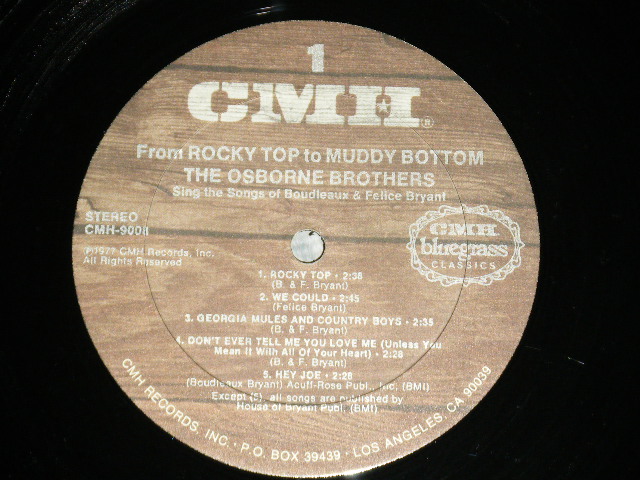 1
CMH®
From ROCKY TOP to MUDDY BOTTOM
THE OSBORNE BROTHERS
Sing the Songs of Boudleaux & Felice Bryant
STEREO
CMH-9008
℗1977 CMH Records, Inc.
All Rights Reserved
CMH
bluegrass
CLASSICS
1. ROCKY TOP • 2:38
(B. & F. Bryant)
2. WE COULD • 2:45
(Felice Bryant)
3. GEORGIA MULES AND COUNTRY BOYS • 2:35
(B. & F. Bryant)
4. DON'T EVER TELL ME YOU LOVE ME (Unless You
Mean It With All Of Your Heart) • 2:28
(B. & F. Bryant)
5. HEY JOE • 2:28
(Boudleaux Bryant) Acuff-Rose Publ., Inc. (BMI)
Except (5), all songs are published by
House of Bryant Publ. (BMI)
CMH RECORDS, INC. • P.O. BOX 39439 • LOS ANGELES, CA 90039